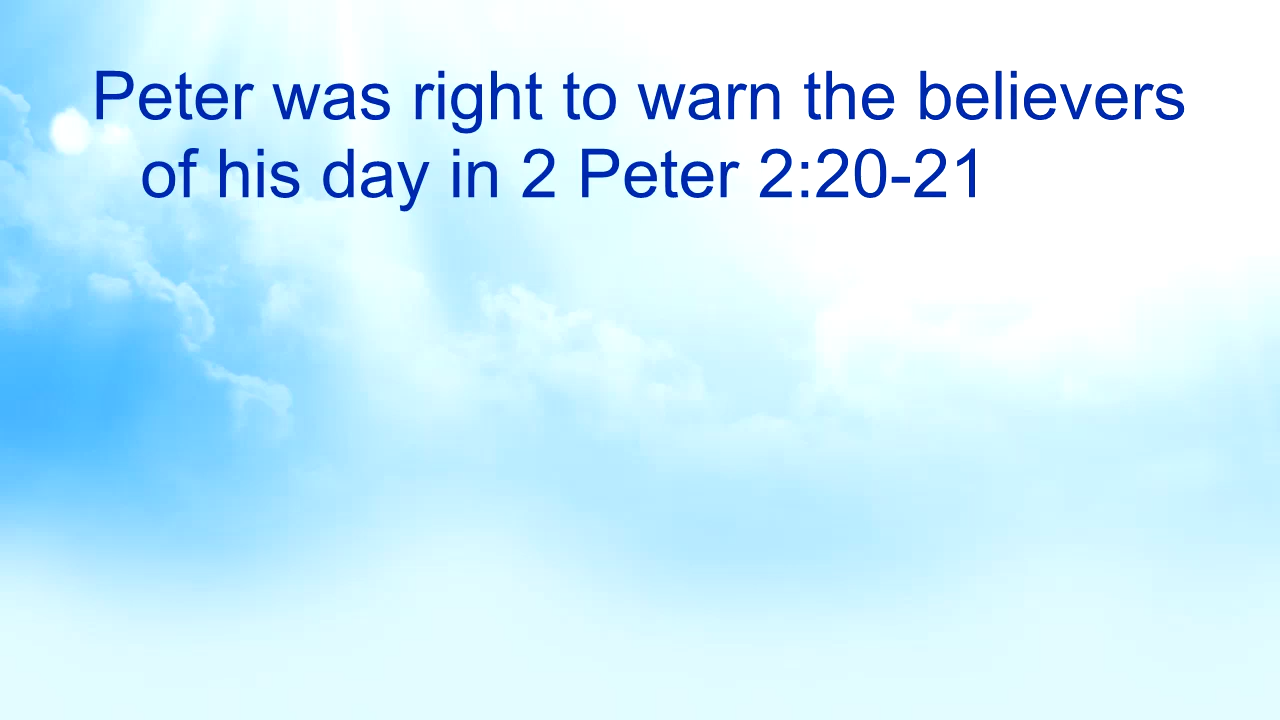 Peter was right to warn the believers
of his day in 2 Peter 2:20-21